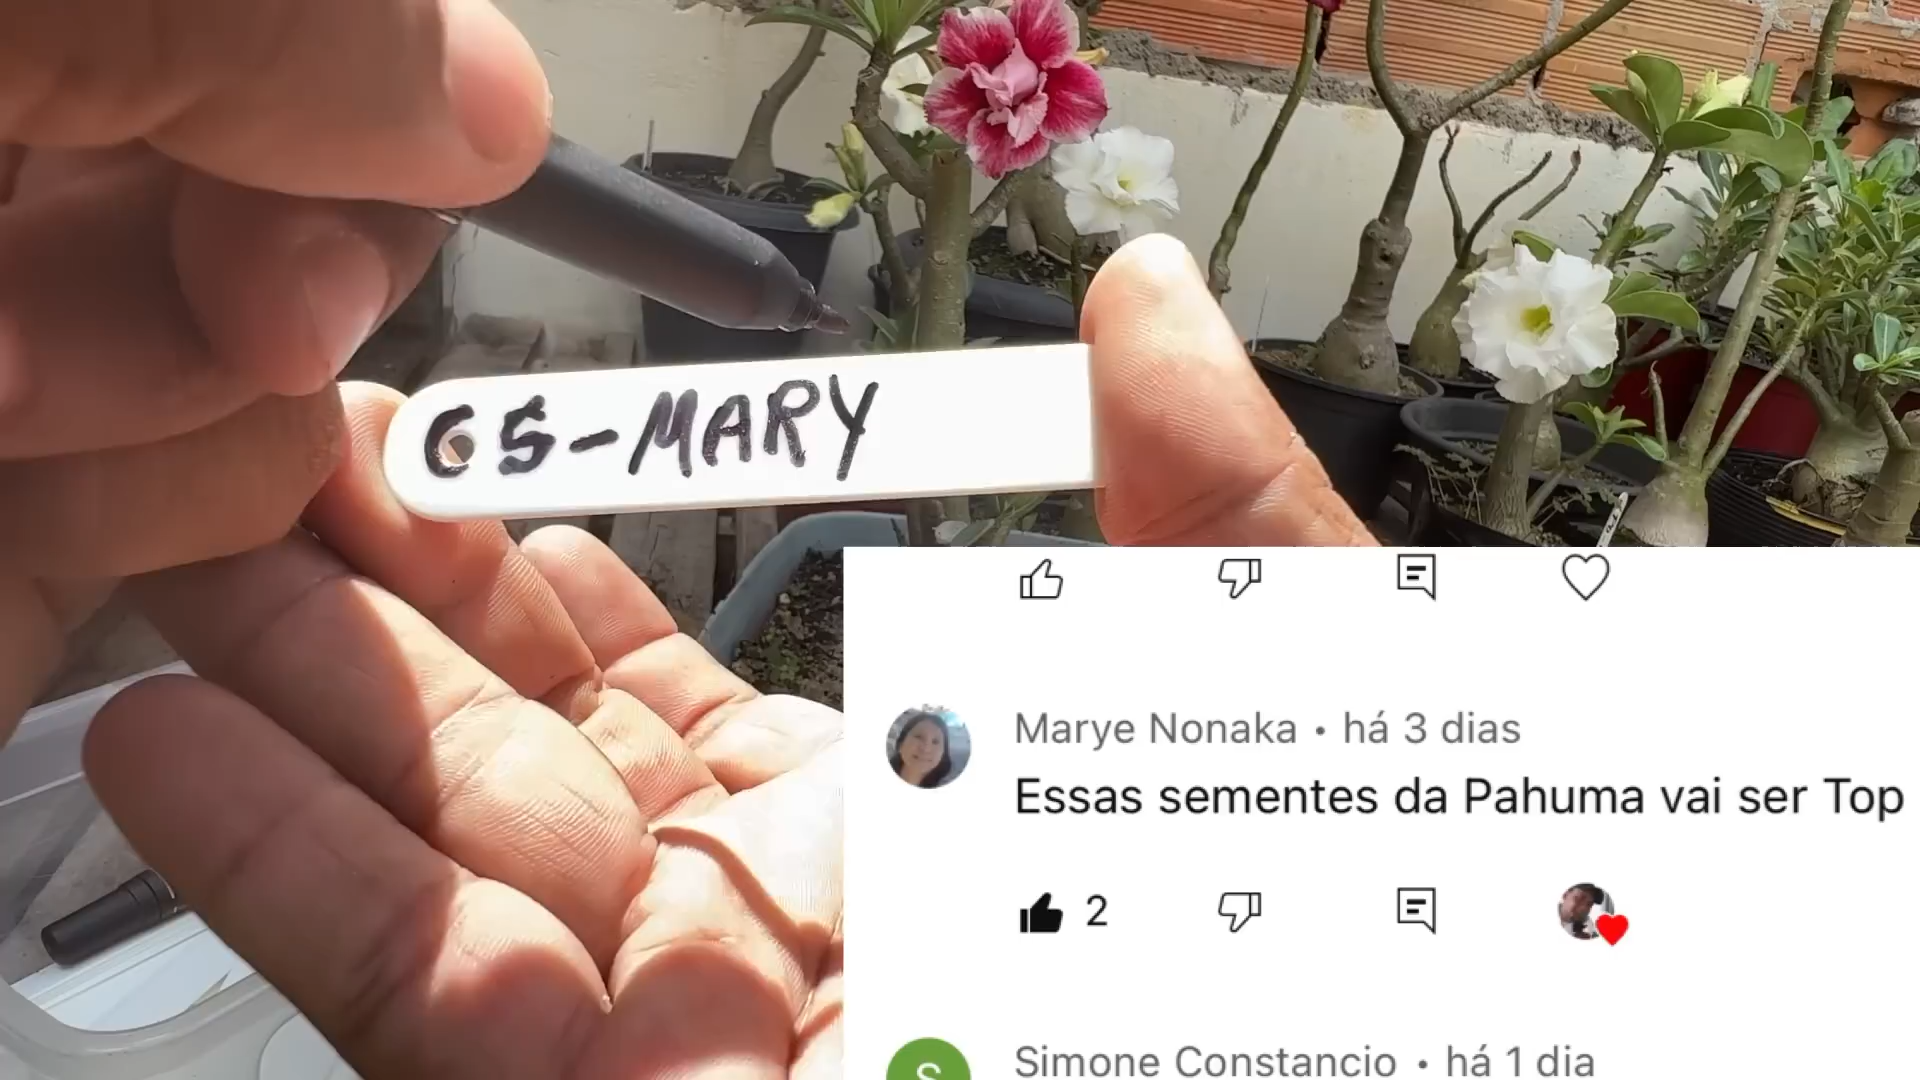 C5-MARY
Marye Nonaka • há 3 dias
Essas sementes da Pahuma vai ser Top
2
S
Simone Constancio • há 1 dia